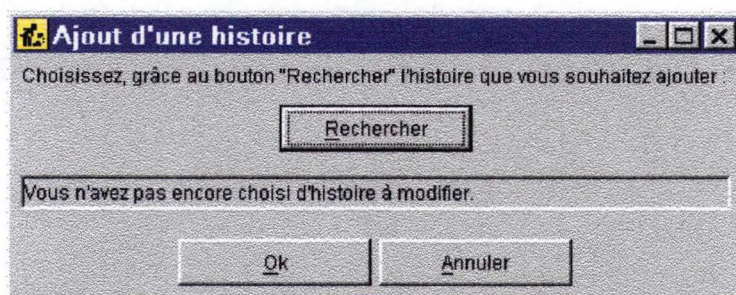 Ajout d'une histoire
Choisissez, grâce au bouton "Rechercher" l'histoire que vous souhaitez ajouter :
Rechercher
Vous n'avez pas encore choisi d'histoire à modifier.
Ok Annuler